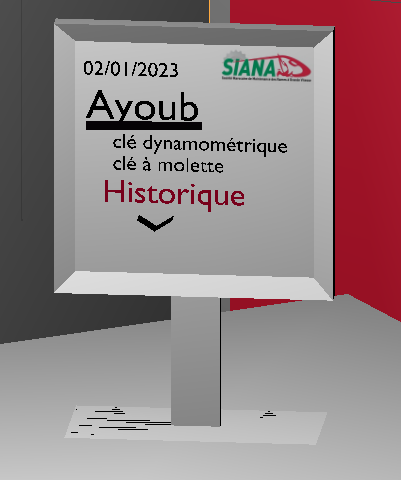 02/01/2023
SIANA
Ayoub
clé dynamométrique
clé à molette
Historique